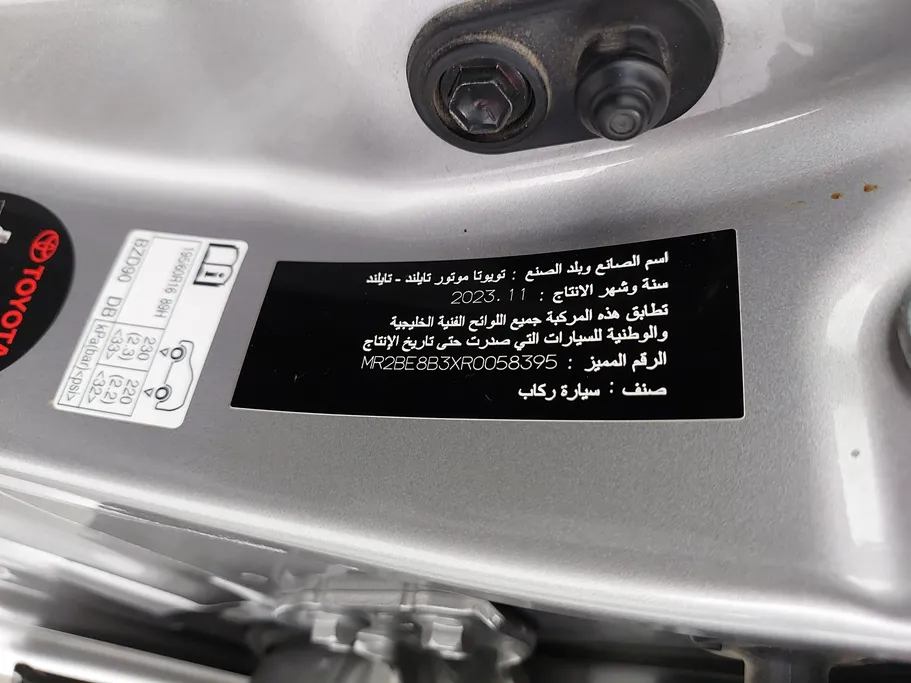 اسم الصانع وبلد الصنع : تويوتا موتور تايلند - تايلند
سنة وشهر الانتاج : 2023. 11
تطابق هذه المركبة جميع اللوائح الفنية الخليجية
والوطنية للسيارات التي صدرت حتى تاريخ الإنتاج
الرقم المميز : MR2BE8B3XR0058395
صنف : سيارة ركاب
TOYOTA
195/60R16 89H
230
(2.3)
<33>
220
(2.2)
<32>
BZD90 DB kPa(bar)<psi>